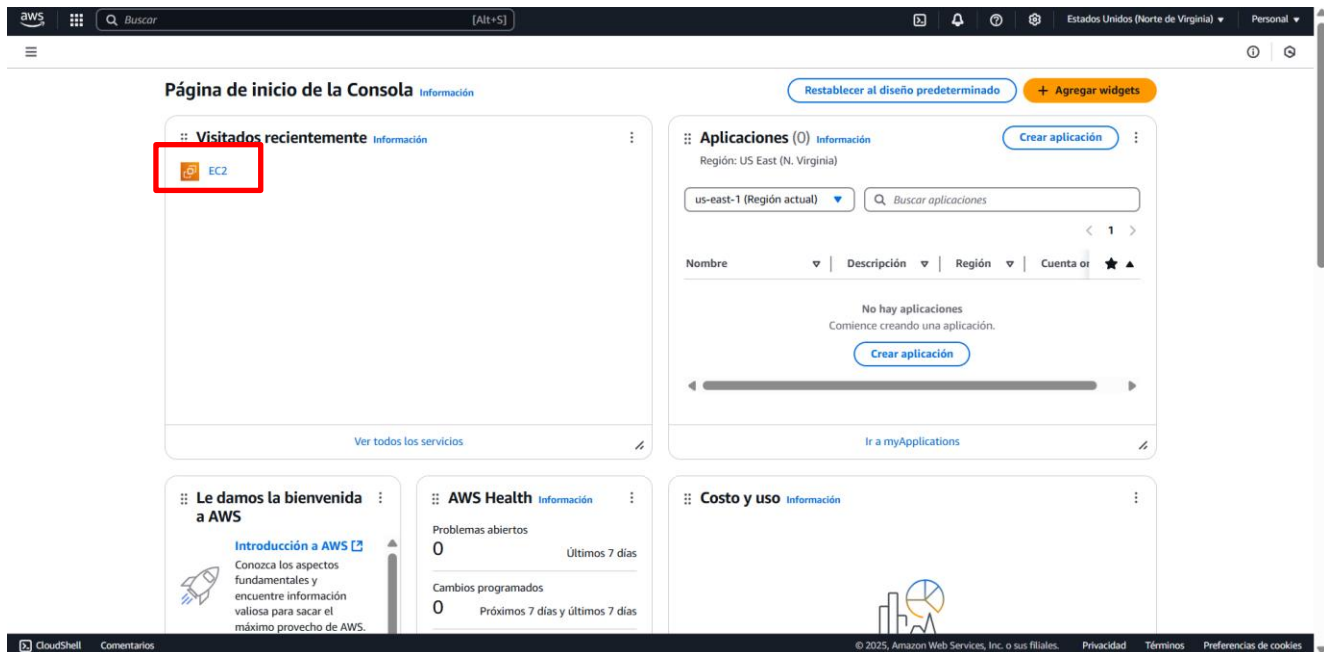 aws
Buscar
[Alt+S]
Estados Unidos (Norte de Virginia)
Personal
Página de inicio de la Consola Información
Restablecer al diseño predeterminado
+ Agregar widgets
Visitados recientemente Información
EC2
Ver todos los servicios
Aplicaciones (0) Información
Crear aplicación
Región: US East (N. Virginia)
us-east-1 (Región actual)
Buscar aplicaciones
1
Nombre
Descripción
Región
Cuenta or
No hay aplicaciones
Comience creando una aplicación.
Crear aplicación
Ir a myApplications
Le damos la bienvenida
a AWS
Introducción a AWS
Conozca los aspectos
fundamentales y
encuentre información
valiosa para sacar el
máximo provecho de AWS.
AWS Health Información
Problemas abiertos
0 Últimos 7 días
Cambios programados
0 Próximos 7 días y últimos 7 días
Costo y uso Información
CloudShell
Comentarios
© 2025, Amazon Web Services, Inc. o sus filiales.
Privacidad
Términos
Preferencias de cookies